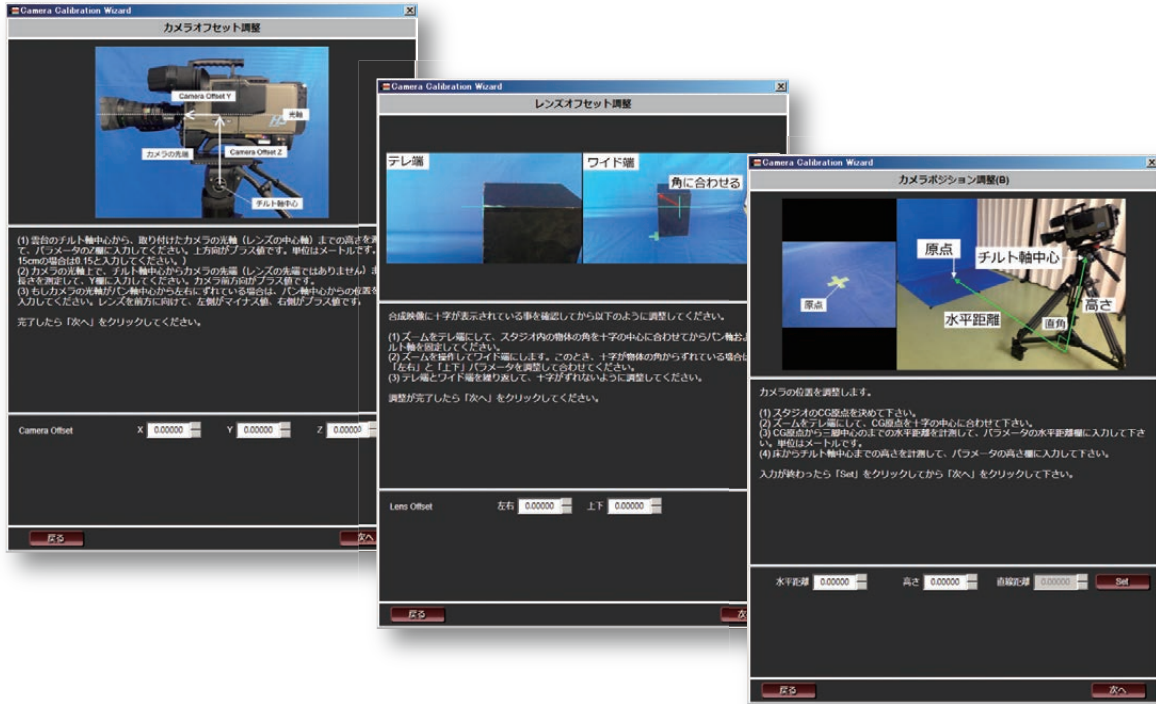 Camera Calibration Wizard
カメラオフセット調整
Camera Offset Y
光軸
カメラの先端
Camera Offset Z
チルト軸中心
(1) 雲台のチルト軸中心から、取り付けたカメラの光軸（レンズの中心軸）までの高さを
て、パラメータのZ欄に入力してください。上方向がプラス値です。単位はメートルです。
15cmの場合は0.15と入力してください。)
(2) カメラの光軸上で、チルト軸中心からカメラの先端（レンズの先端ではありません）
長さを測定して、Y欄に入力してください。カメラ前方向がプラス値です。
(3) もしカメラの光軸がパン軸中心から左右にずれている場合は、パン軸中心からの位置を
入力してください。レンズを前方に向けて、左側がマイナス値、右側がプラス値です。
完了したら「次へ」をクリックしてください。
Camera Offset X 0.00000 Y 0.00000 Z 0.00000
戻る 次へ
Camera Calibration Wizard
レンズオフセット調整
テレ端 ワイド端
角に合わせる
合成映像に十字が表示されている事を確認してから以下のように調整してください。
(1) ズームをテレ端にして、スタジオ内の物体の角を十字の中心に合わせてからパン軸およ
ルト軸を固定してください。
(2) ズームを操作してワイド端にします。このとき、十字が物体の角からずれている場合は
「左右」と「上下」パラメータを調整して合わせてください。
(3) テレ端とワイド端を繰り返して、十字がずれないように調整してください。
調整が完了したら「次へ」をクリックしてください。
Lens Offset 左右 0.00000 上下 0.00000
戻る 次
Camera Calibration Wizard
カメラポジション調整(B)
原点
原点
チルト軸中心
水平距離
高さ
直角
カメラの位置を調整します。
(1) スタジオのCG原点を決めて下さい。
(2) ズームをテレ端にして、CG原点を十字の中心に合わせて下さい。
(3) CG原点から三脚中心のまでの水平距離を計測して、パラメータの水平距離欄に入力して下さ
い。単位はメートルです。
(4) 床からチルト軸中心までの高さを計測して、パラメータの高さ欄に入力して下さい。
入力が終わったら「Set」をクリックしてから「次へ」をクリックして下さい。
水平距離 0.00000 高さ 0.00000 直線距離 0.00000 Set
戻る 次へ